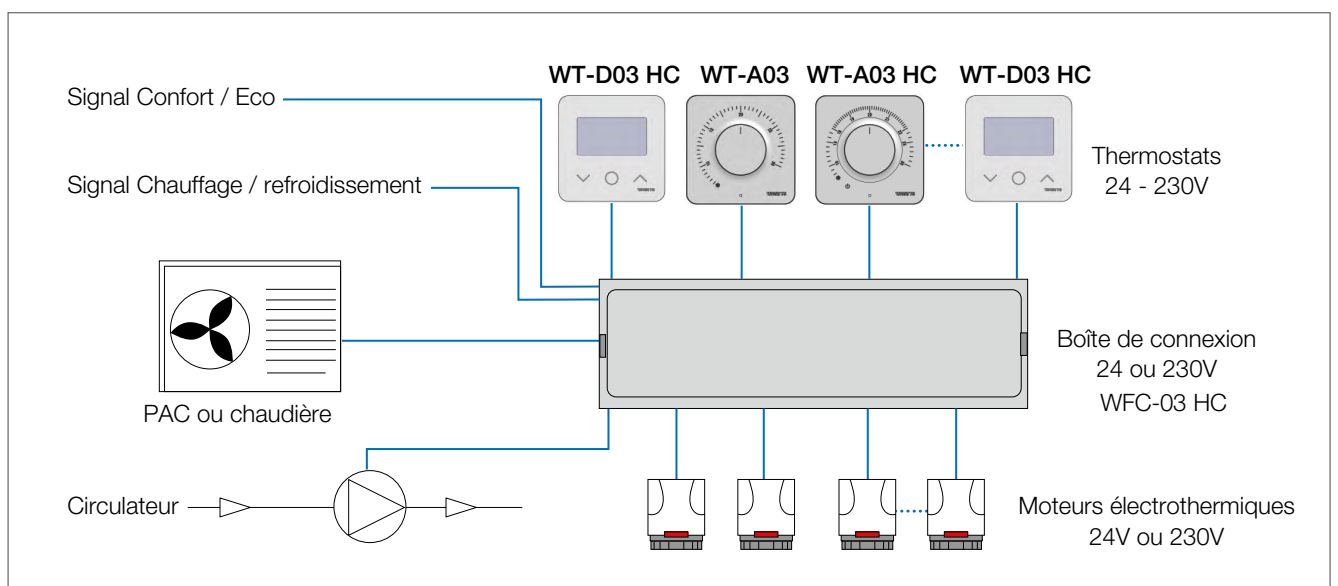 WT-D03 HC WT-A03 WT-A03 HC WT-D03 HC
Signal Confort / Eco
Signal Chauffage / refroidissement
Thermostats
24 - 230V
Boîte de connexion
24 ou 230V
WFC-03 HC
PAC ou chaudière
Circulateur
Moteurs électrothermiques
24V ou 230V